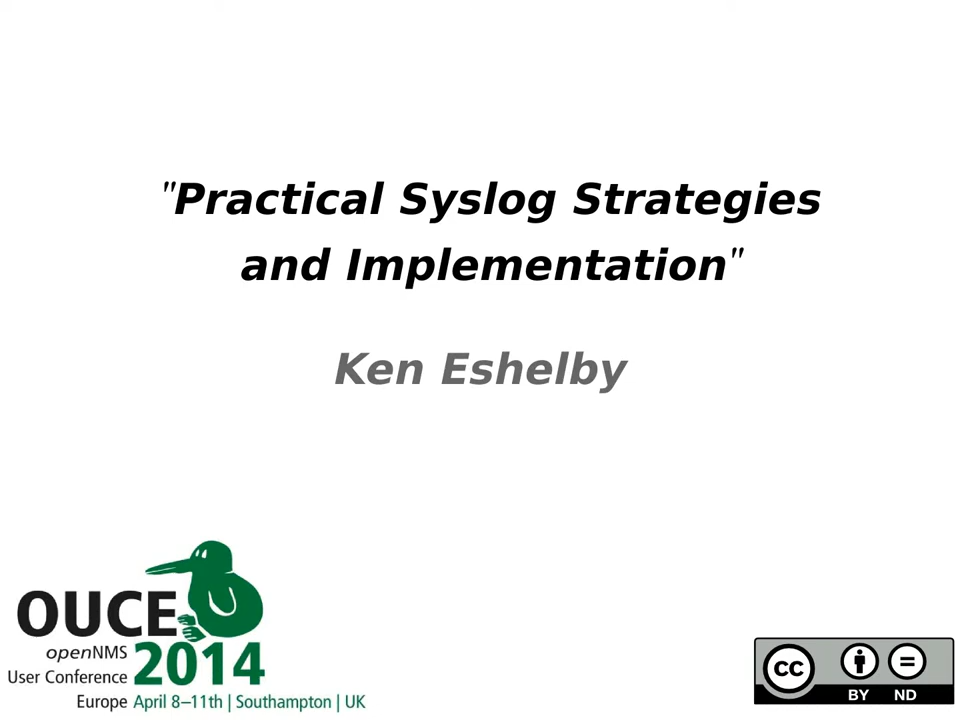 "Practical Syslog Strategies
and Implementation"
Ken Eshelby
OUCE
openNMS
User Conference 2014
Europe April 8–11th | Southampton | UK
cc
BY ND